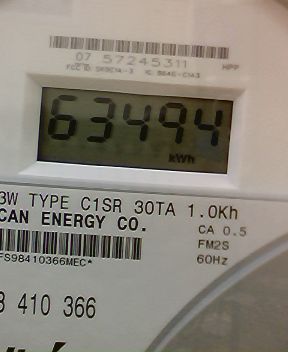 07 57245311
HPP
63494
kWh
3W TYPE C1SR 30TA 1.0Kh
CAN ENERGY CO.
CA 0.5
FM2S
60Hz
FS98410366MEC*
410 366